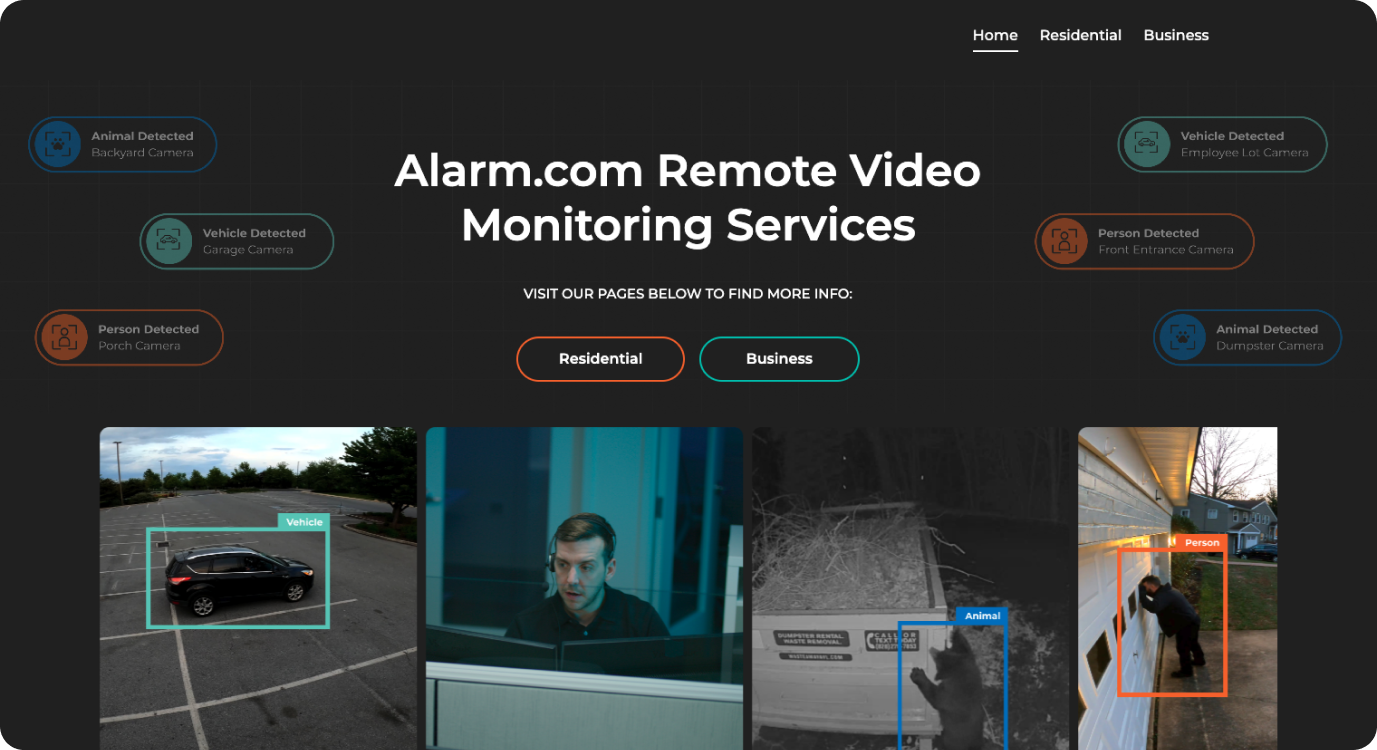 Home Residential Business
Animal Detected
Backyard Camera
Vehicle Detected
Garage Camera
Person Detected
Porch Camera
Alarm.com Remote Video
Monitoring Services
VISIT OUR PAGES BELOW TO FIND MORE INFO:
Residential
Business
Vehicle Detected
Employee Lot Camera
Person Detected
Front Entrance Camera
Animal Detected
Dumpster Camera
Vehicle
DUMPSTER RENTAL.
WASTE REMOVAL.
CALL OR
TEXT TODAY
Animal
Person